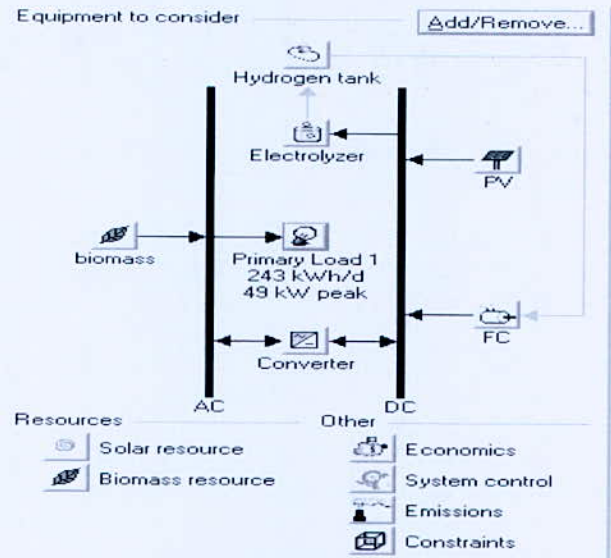 Equipment to consider
Add/Remove...
Hydrogen tank
Electrolyzer
PV
biomass
Primary Load 1
243 kWh/d
49 kW peak
FC
Converter
AC
DC
Resources
Other
Solar resource
Economics
Biomass resource
System control
Emissions
Constraints